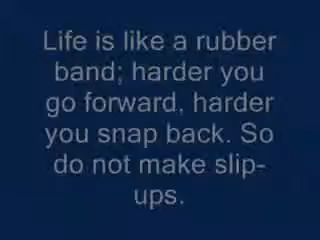 Life is like a rubber
band; harder you
go forward, harder
you snap back. So
do not make slip-
ups.